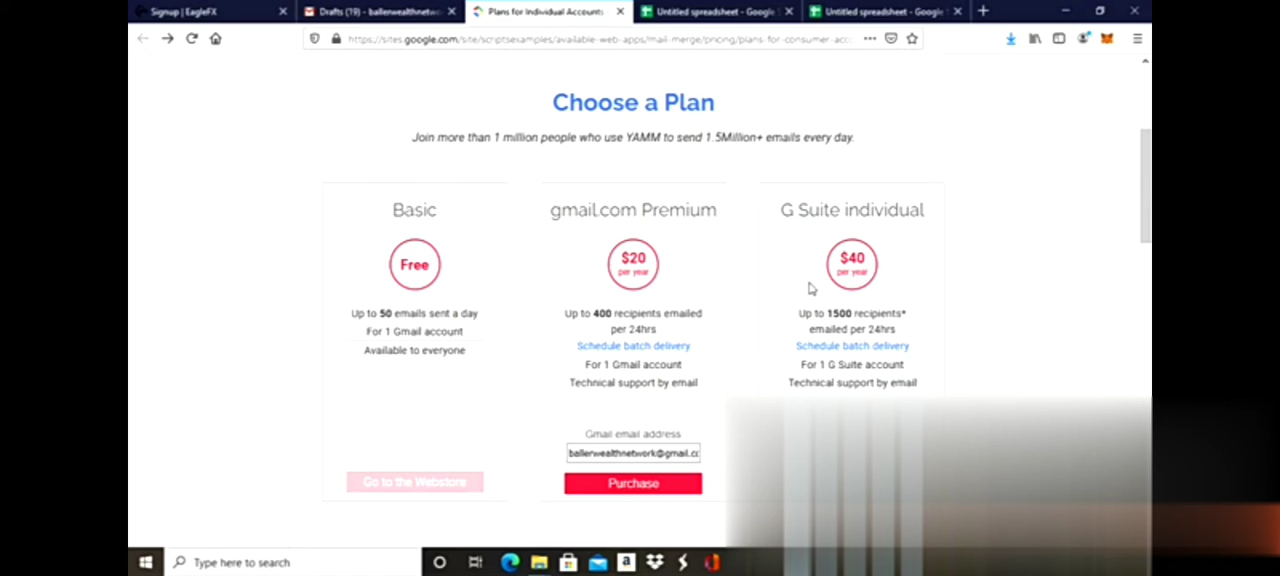 Signup | EagleFX
Drafts (19) - ballerwealthnetw
Plans for Individual Accounts
Untitled spreadsheet - Google
Untitled spreadsheet - Google
https://sites.google.com/site/scriptsexamples/available-web-apps/mail-merge/pricing/plans-for-consumer-acc
Choose a Plan
Join more than 1 million people who use YAMM to send 1.5Million+ emails every day.
Basic
Free
Up to 50 emails sent a day
For 1 Gmail account
Available to everyone
Go to the Webstore
gmail.com Premium
$20
per year
Up to 400 recipients emailed
per 24hrs
Schedule batch delivery
For 1 Gmail account
Technical support by email
Gmail email address
ballerwealthnetwork@gmail.cc
Purchase
G Suite individual
$40
per year
Up to 1500 recipients*
emailed per 24hrs
Schedule batch delivery
For 1 G Suite account
Technical support by email
Type here to search
a